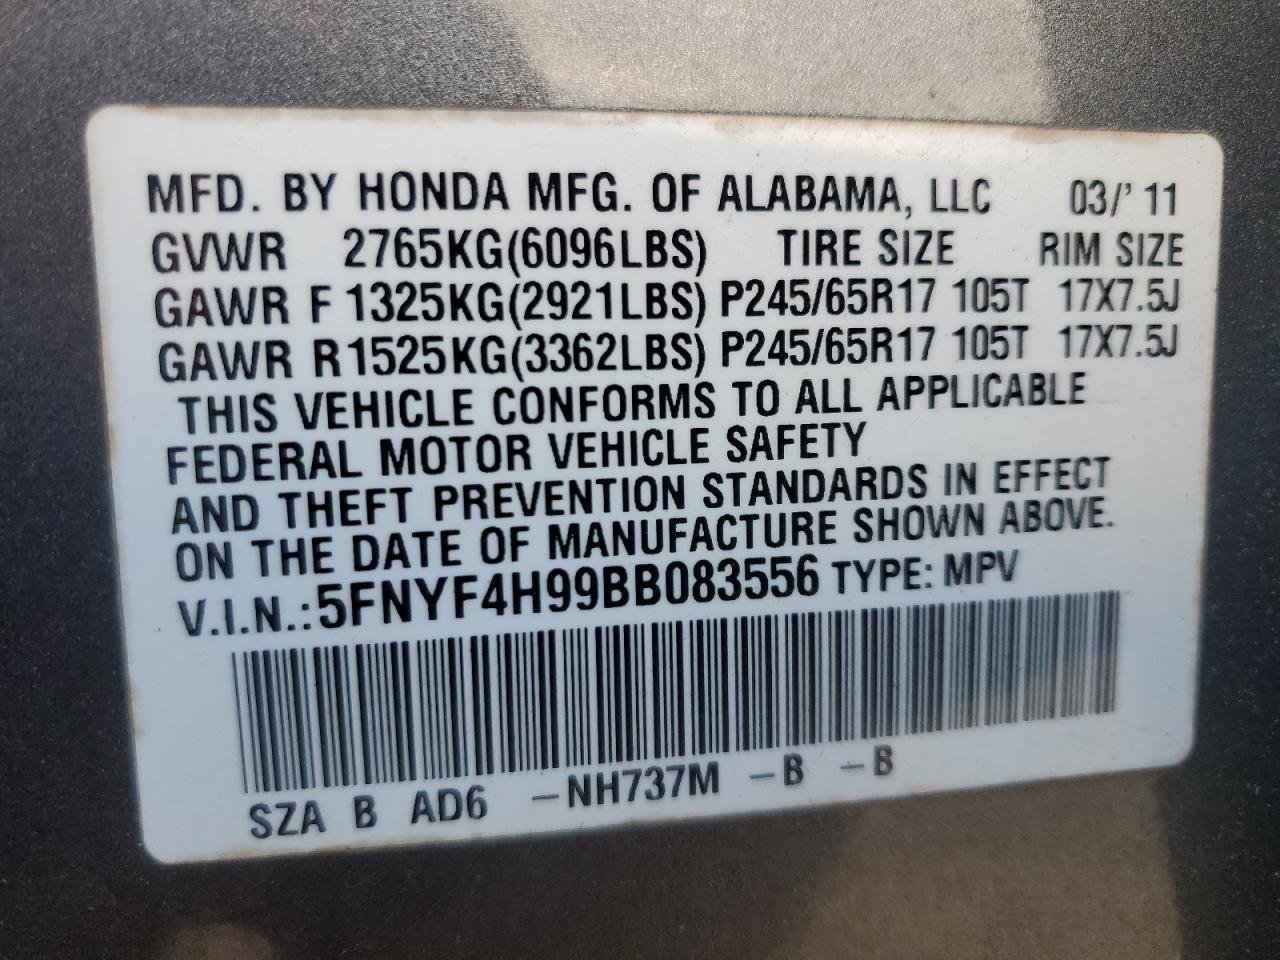 MFD. BY HONDA MFG. OF ALABAMA, LLC 03/' 11
GVWR 2765KG(6096LBS) TIRE SIZE RIM SIZE
GAWR F 1325KG(2921LBS) P245/65R17 105T 17X7.5J
GAWR R1525KG(3362LBS) P245/65R17 105T 17X7.5J
THIS VEHICLE CONFORMS TO ALL APPLICABLE
FEDERAL MOTOR VEHICLE SAFETY
AND THEFT PREVENTION STANDARDS IN EFFECT
ON THE DATE OF MANUFACTURE SHOWN ABOVE.
V.I.N.:5FNYF4H99BB083556 TYPE: MPV
SZA B AD6 –NH737M –B –B